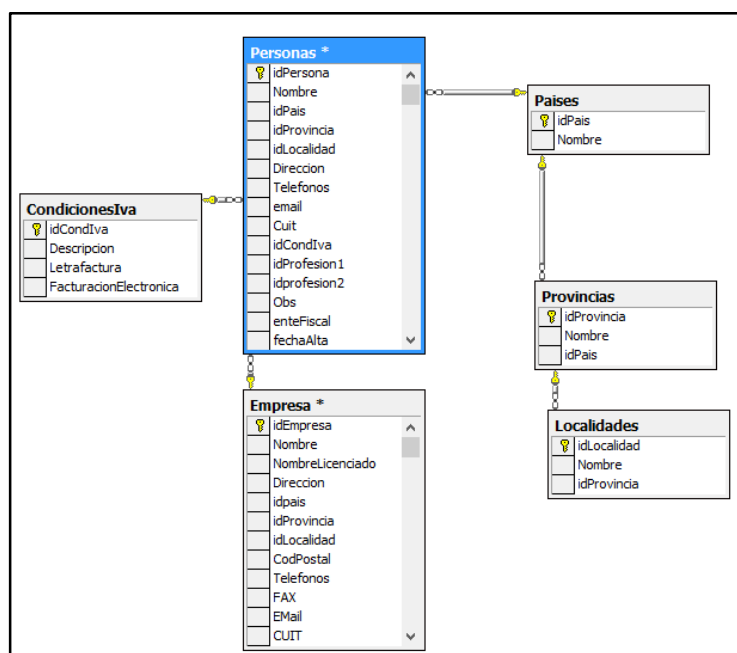 Personas *
idPersona
Nombre
idPais
idProvincia
idLocalidad
Direccion
Telefonos
email
Cuit
idCondIva
idProfesion1
idprofesion2
Obs
enteFiscal
fechaAlta
Paises
idPais
Nombre
CondicionesIva
idCondIva
Descripcion
Letrafactura
FacturacionElectronica
Provincias
idProvincia
Nombre
idPais
Empresa *
idEmpresa
Nombre
NombreLicenciado
Direccion
idpais
idProvincia
idLocalidad
CodPostal
Telefonos
FAX
EMail
CUIT
Localidades
idLocalidad
Nombre
idProvincia